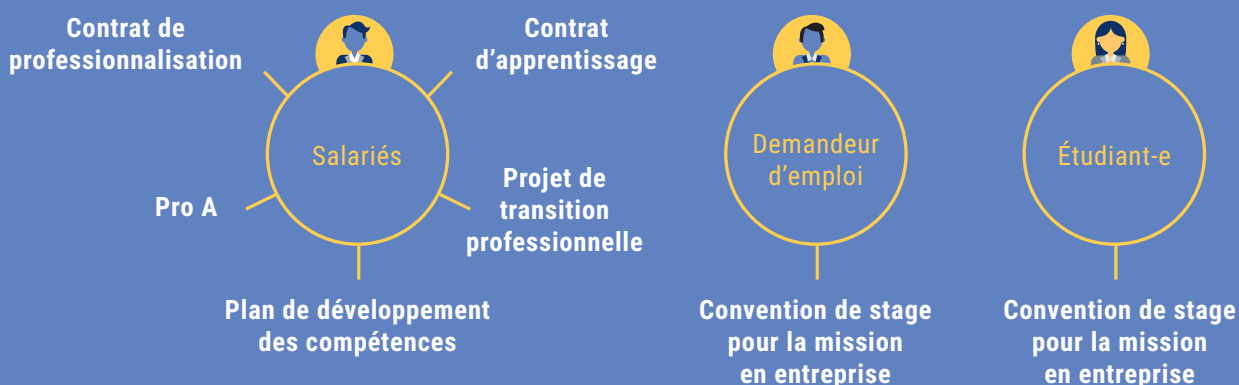 Contrat de
professionnalisation
Contrat
d’apprentissage
Salariés
Pro A
Projet de
transition
professionnelle
Plan de développement
des compétences
Demandeur
d’emploi
Convention de stage
pour la mission
en entreprise
Étudiant-e
Convention de stage
pour la mission
en entreprise